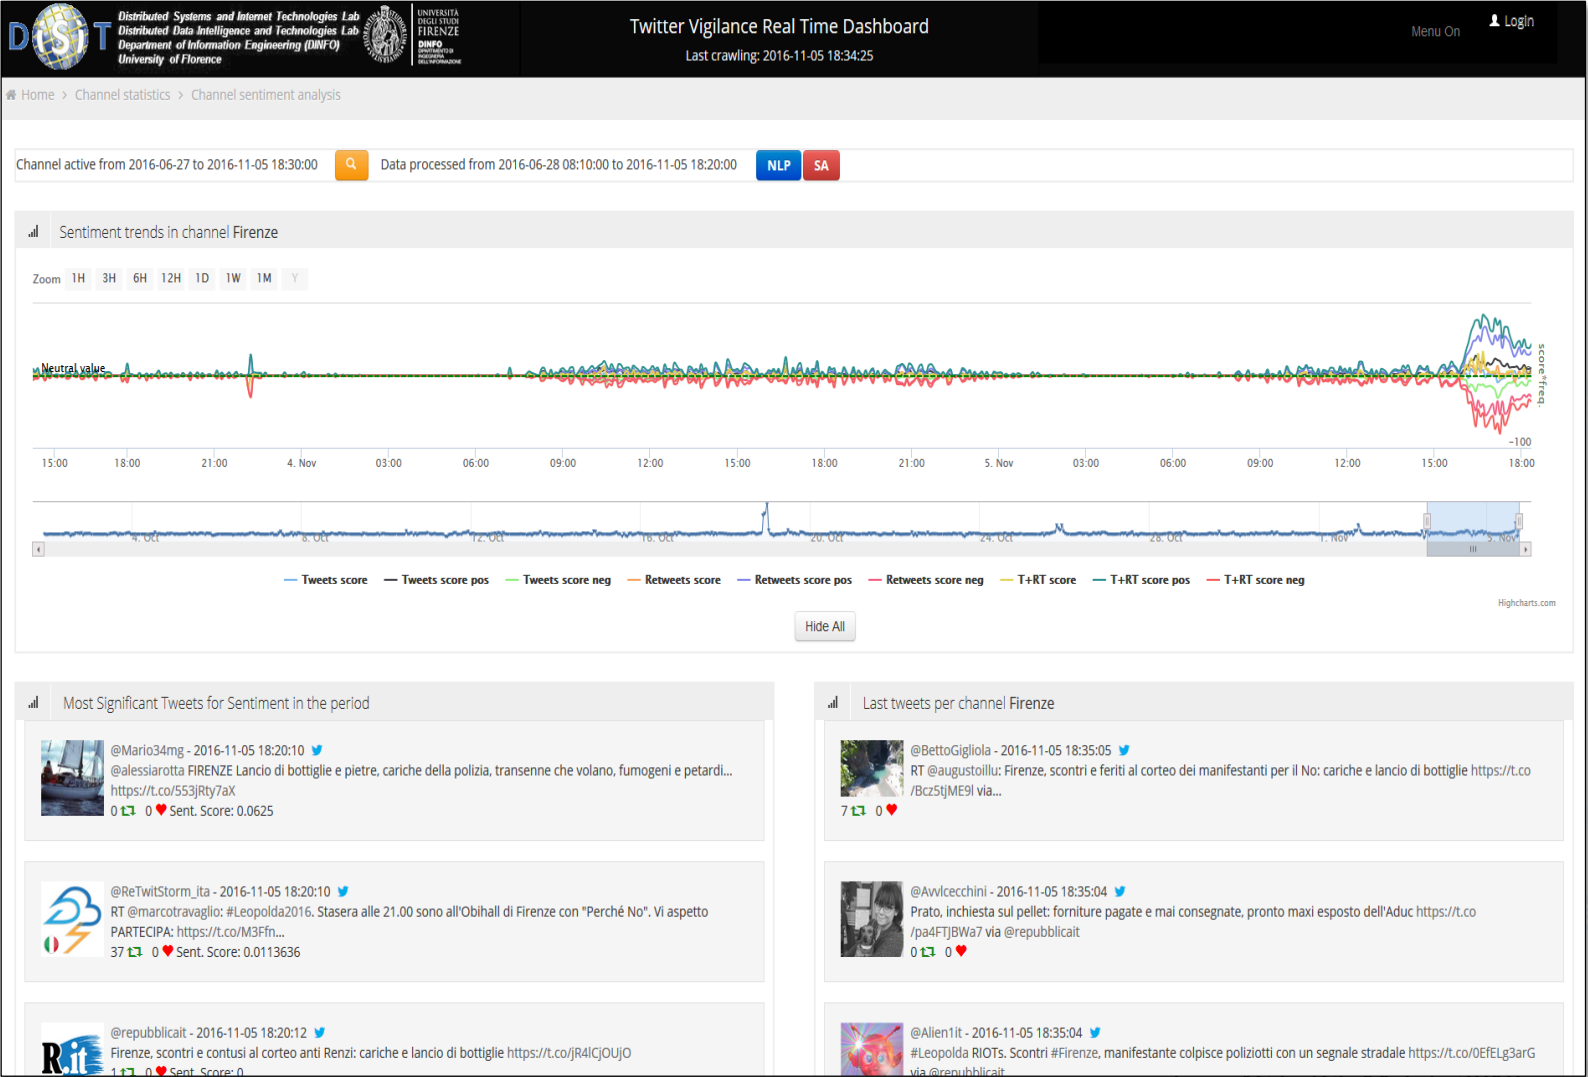 DISIT
Distributed Systems and Internet Technologies Lab
Distributed Data Intelligence and Technologies Lab
Department of Information Engineering (DINFO)
University of Florence
UNIVERSITÀ
DEGLI STUDI
FIRENZE
DINFO
DIPARTIMENTO DI
INGEGNERIA
DELL'INFORMAZIONE
Twitter Vigilance Real Time Dashboard
Last crawling: 2016-11-05 18:34:25
Menu On
Login
Home > Channel statistics > Channel sentiment analysis
Channel active from 2016-06-27 to 2016-11-05 18:30:00
Data processed from 2016-06-28 08:10:00 to 2016-11-05 18:20:00
NLP
SA
Sentiment trends in channel Firenze
Zoom 1H 3H 6H 12H 1D 1W 1M Y
Neutral value
score*freq.
-100
15:00 18:00 21:00 4. Nov 03:00 06:00 09:00 12:00 15:00 18:00 21:00 5. Nov 03:00 06:00 09:00 12:00 15:00 18:00
4. Oct 8. Oct 12. Oct 16. Oct 20. Oct 24. Oct 28. Oct 1. Nov 5. Nov
Tweets score Tweets score pos Tweets score neg Retweets score Retweets score pos Retweets score neg T+RT score T+RT score pos T+RT score neg
Highcharts.com
Hide All
Most Significant Tweets for Sentiment in the period
@Mario34mg - 2016-11-05 18:20:10
@alessiarotta FIRENZE Lancio di bottiglie e pietre, cariche della polizia, transenne che volano, fumogeni e petardi...
https://t.co/553jRty7aX
0 0 Sent. Score: 0.0625
@ReTwitStorm_ita - 2016-11-05 18:20:10
RT @marcotravaglio: #Leopolda2016. Stasera alle 21.00 sono all'Obihall di Firenze con "Perché No". Vi aspetto
PARTECIPA: https://t.co/M3Ffn...
37 0 Sent. Score: 0.0113636
R.it
@repubblicait - 2016-11-05 18:20:12
Firenze, scontri e contusi al corteo anti Renzi: cariche e lancio di bottiglie https://t.co/jR4lCjOUjO
1 0 Sent. Score: 0
Last tweets per channel Firenze
@BettoGigliola - 2016-11-05 18:35:05
RT @augustoillu: Firenze, scontri e feriti al corteo dei manifestanti per il No: cariche e lancio di bottiglie https://t.co
/Bcz5tjME9l via...
7 0
@Avvlcecchini - 2016-11-05 18:35:04
Prato, inchiesta sul pellet: forniture pagate e mai consegnate, pronto maxi esposto dell'Aduc https://t.co
/pa4FTJBWa7 via @repubblicait
0 0
@Alien1it - 2016-11-05 18:35:04
#Leopolda RIOTs. Scontri #Firenze, manifestante colpisce poliziotti con un segnale stradale https://t.co/0EfELg3arG
via @repubblicait